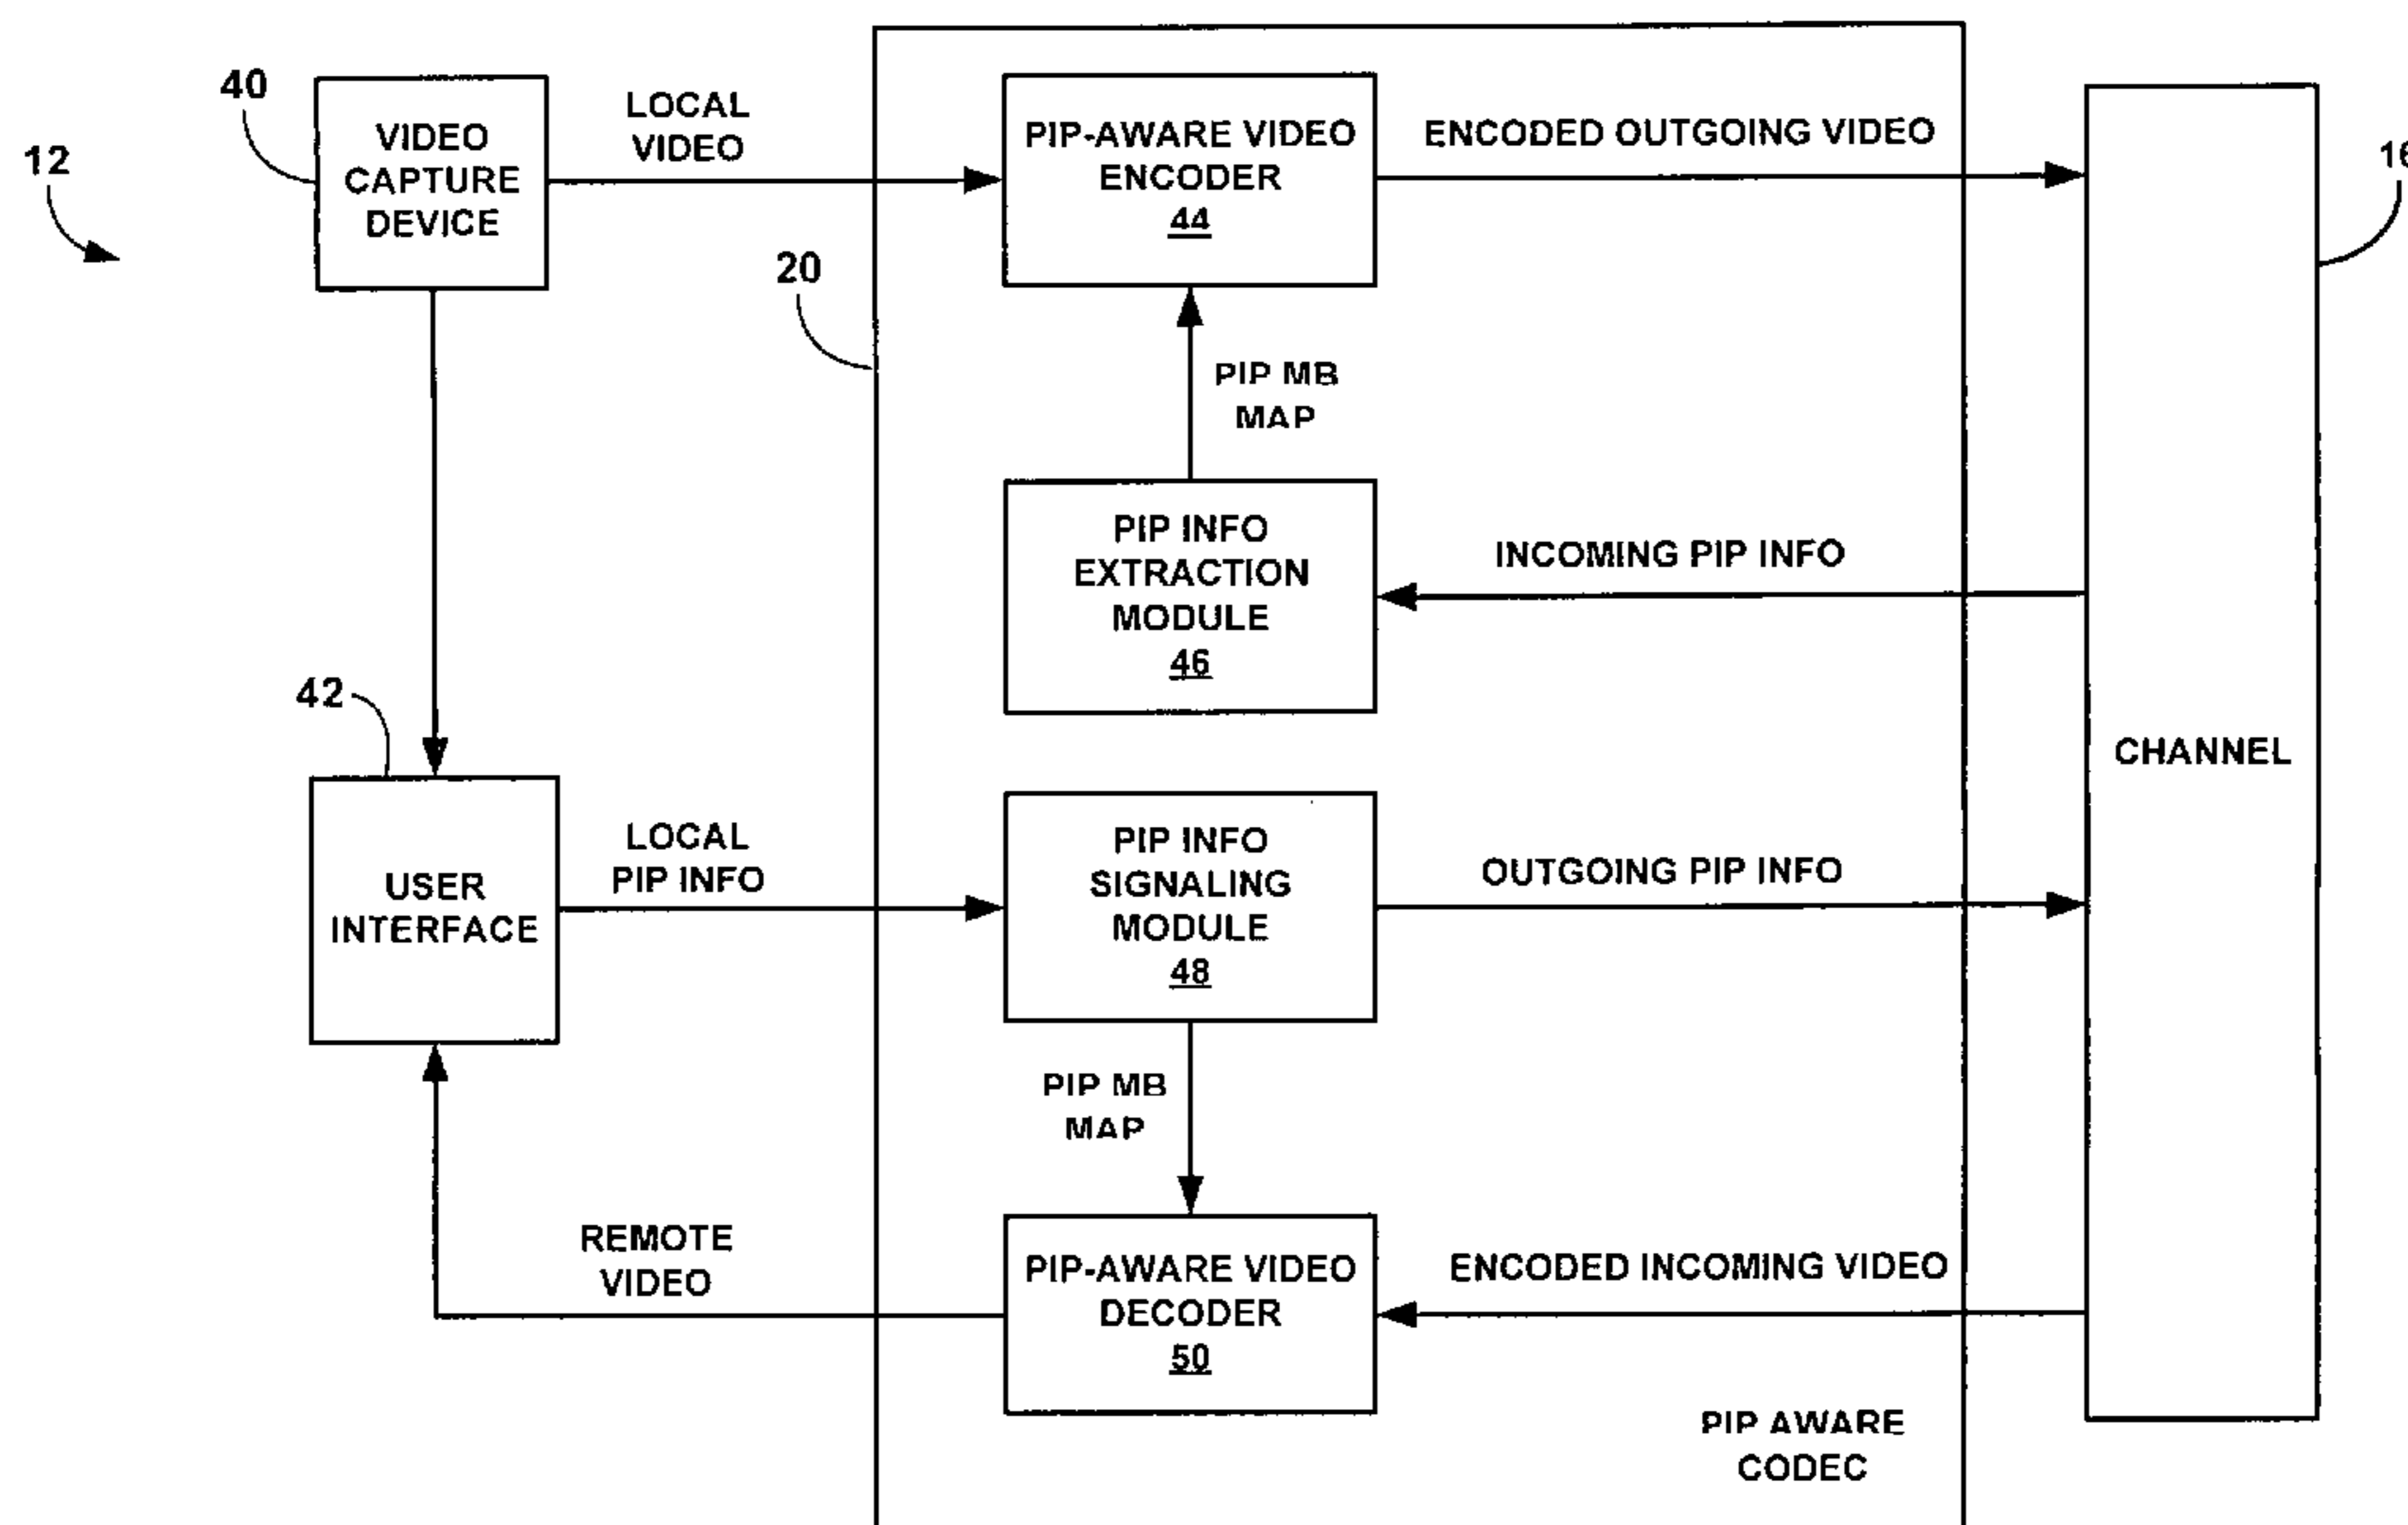 12
40
VIDEO
CAPTURE
DEVICE
LOCAL
VIDEO
20
PIP-AWARE VIDEO
ENCODER
44
ENCODED OUTGOING VIDEO
PIP MB
MAP
PIP INFO
EXTRACTION
MODULE
46
INCOMING PIP INFO
CHANNEL
42
USER
INTERFACE
LOCAL
PIP INFO
PIP INFO
SIGNALING
MODULE
48
OUTGOING PIP INFO
PIP MB
MAP
REMOTE
VIDEO
PIP-AWARE VIDEO
DECODER
50
ENCODED INCOMING VIDEO
PIP AWARE
CODEC